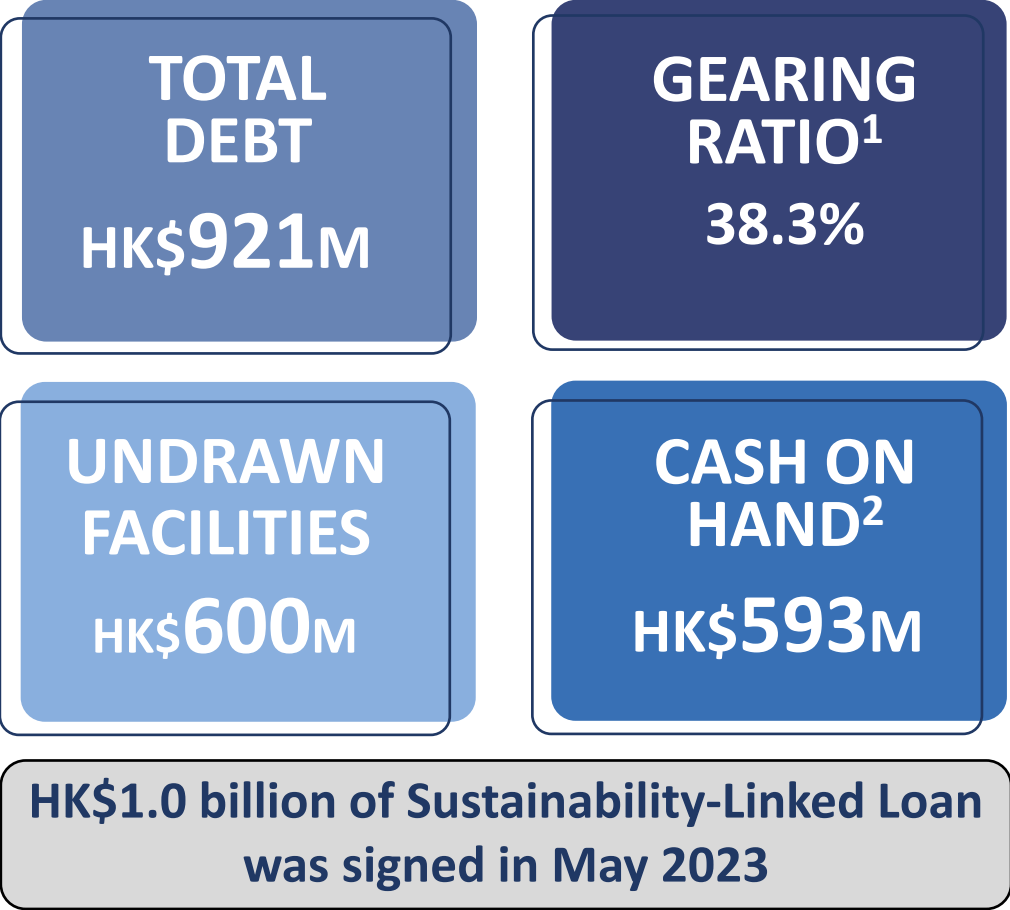 TOTAL
DEBT
HK$921M
GEARING
RATIO¹
38.3%
UNDRAWN
FACILITIES
HK$600M
CASH ON
HAND²
HK$593M
HK$1.0 billion of Sustainability-Linked Loan
was signed in May 2023